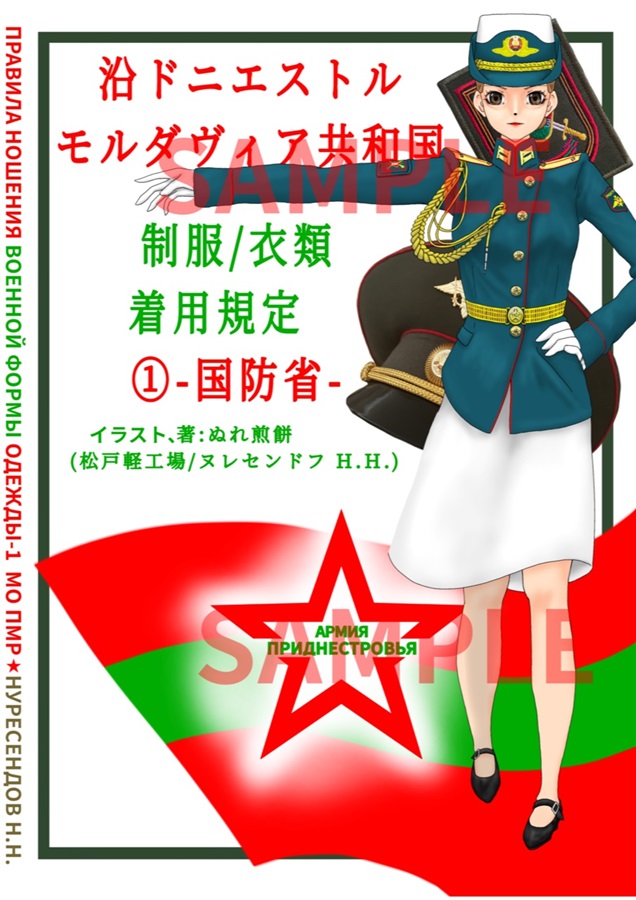 沿ドニエストル
モルダヴィア共和国
SAMPLE
制服/衣類
着用規定
①-国防省-
イラスト、著:ぬれ煎餅
(松戸軽工場/ヌレセンドフ Н.Н.)
АРМИЯ
ПРИДНЕСТРОВЬЯ
SAMPLE
ПРАВИЛА НОШЕНИЯ ВОЕННОЙ ФОРМЫ ОДЕЖДЫ-1 МО ПМР★НУРЕСЕНДОВ Н.Н.